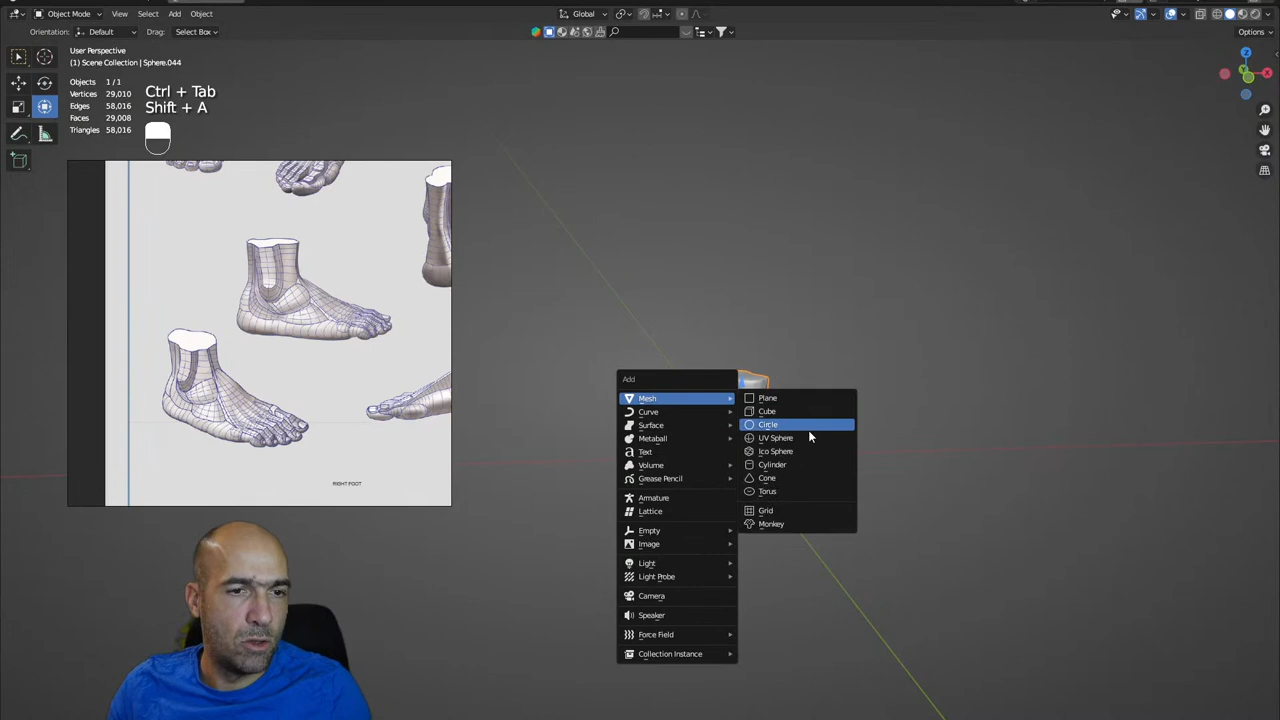 Object Mode
View
Select
Add
Object
Global
Orientation:
Default
Drag:
Select Box
Options
User Perspective
(1) Scene Collection | Sphere.044
Objects 1/1
Vertices 29,010
Edges 58,016
Faces 29,008
Triangles 58,016
Ctrl + Tab
Shift + A
Z
X
Y
RIGHT FOOT
Add
Mesh
Curve
Surface
Metaball
Text
Volume
Grease Pencil
Armature
Lattice
Empty
Image
Light
Light Probe
Camera
Speaker
Force Field
Collection Instance
Plane
Cube
Circle
UV Sphere
Ico Sphere
Cylinder
Cone
Torus
Grid
Monkey